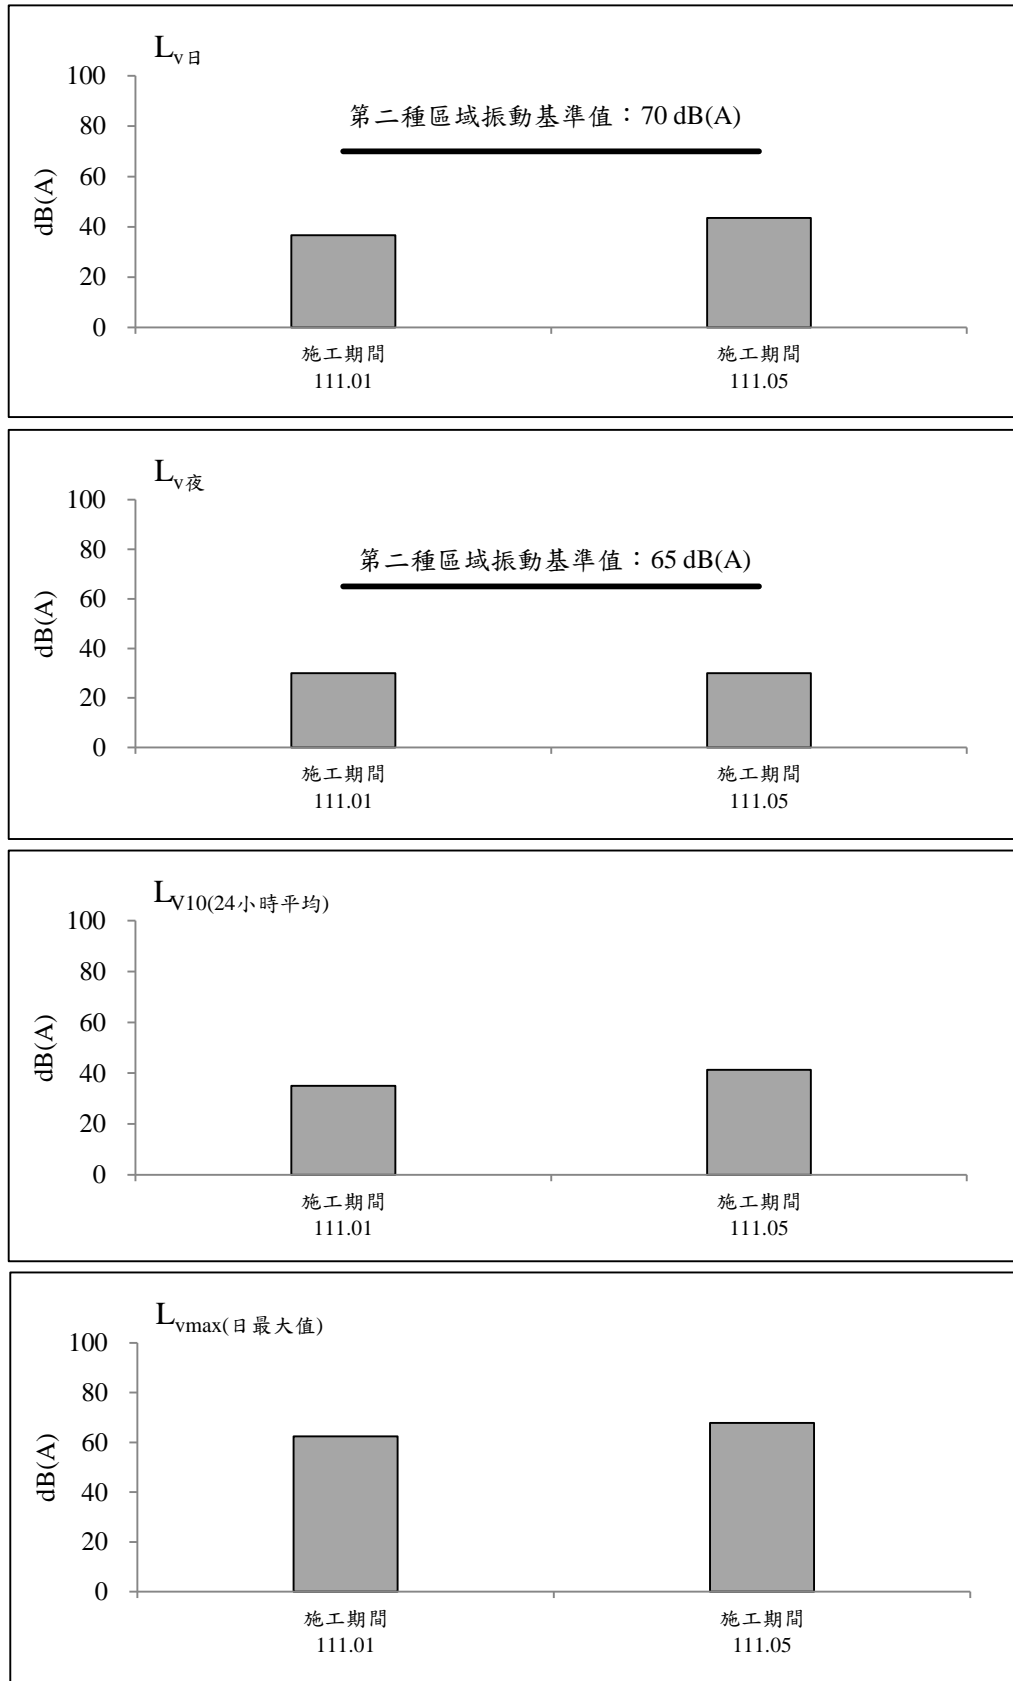 Lv日
100
80
60
40
20
0
dB(A)
第二種區域振動基準值：70 dB(A)
施工期間
111.01
施工期間
111.05
Lv夜
100
80
60
40
20
0
dB(A)
第二種區域振動基準值：65 dB(A)
施工期間
111.01
施工期間
111.05
LV10(24小時平均)
100
80
60
40
20
0
dB(A)
施工期間
111.01
施工期間
111.05
Lvmax(日最大值)
100
80
60
40
20
0
dB(A)
施工期間
111.01
施工期間
111.05